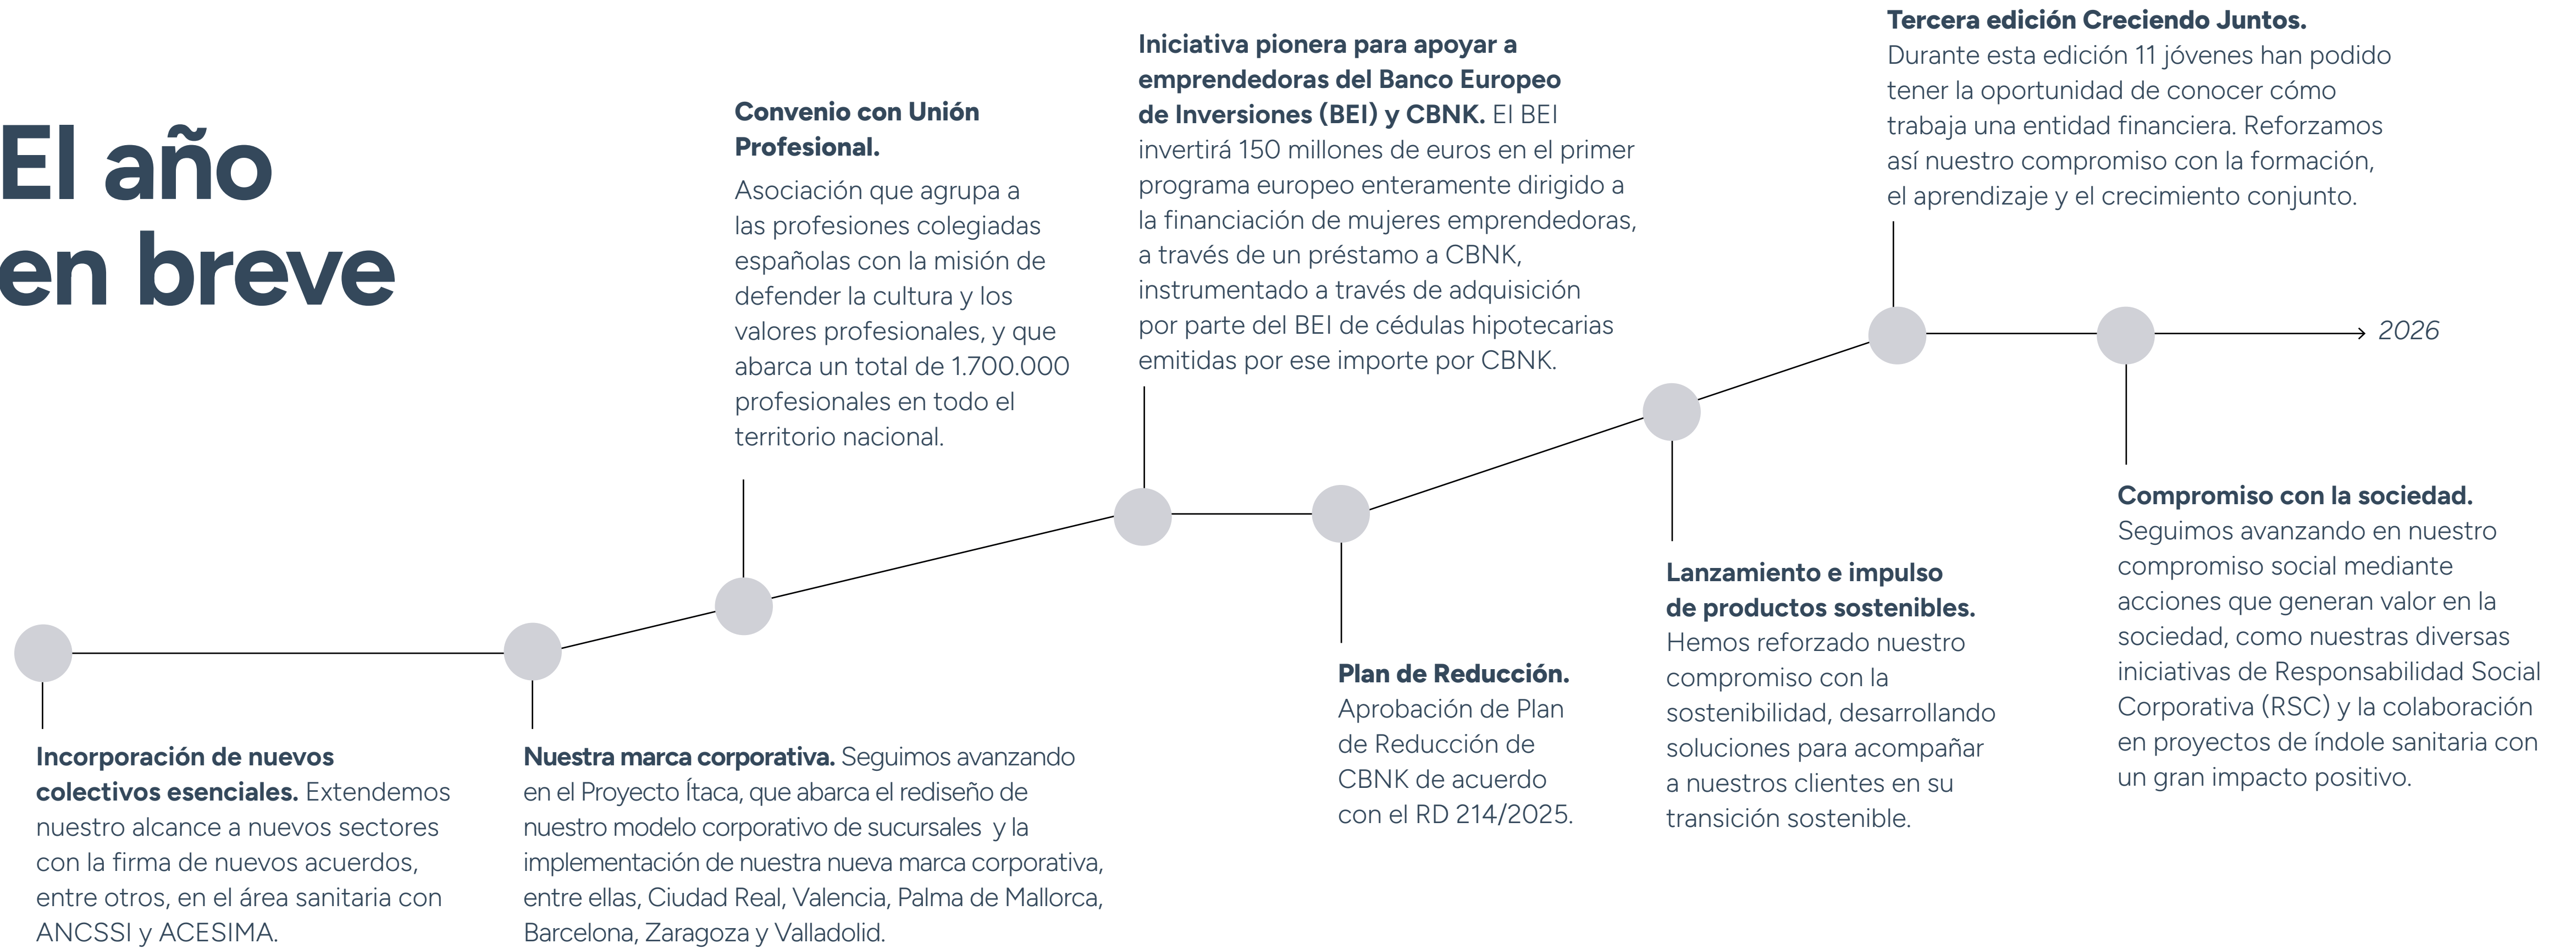 El año
en breve
Incorporación de nuevos
colectivos esenciales. Extendemos
nuestro alcance a nuevos sectores
con la firma de nuevos acuerdos,
entre otros, en el área sanitaria con
ANCSSI y ACESIMA.
Nuestra marca corporativa. Seguimos avanzando
en el Proyecto Ítaca, que abarca el rediseño de
nuestro modelo corporativo de sucursales y la
implementación de nuestra nueva marca corporativa,
entre ellas, Ciudad Real, Valencia, Palma de Mallorca,
Barcelona, Zaragoza y Valladolid.
Convenio con Unión
Profesional.
Asociación que agrupa a
las profesiones colegiadas
españolas con la misión de
defender la cultura y los
valores profesionales, y que
abarca un total de 1.700.000
profesionales en todo el
territorio nacional.
Iniciativa pionera para apoyar a
emprendedoras del Banco Europeo
de Inversiones (BEI) y CBNK. El BEI
invertirá 150 millones de euros en el primer
programa europeo enteramente dirigido a
la financiación de mujeres emprendedoras,
a través de un préstamo a CBNK,
instrumentado a través de adquisición
por parte del BEI de cédulas hipotecarias
emitidas por ese importe por CBNK.
Plan de Reducción.
Aprobación de Plan
de Reducción de
CBNK de acuerdo
con el RD 214/2025.
Lanzamiento e impulso
de productos sostenibles.
Hemos reforzado nuestro
compromiso con la
sostenibilidad, desarrollando
soluciones para acompañar
a nuestros clientes en su
transición sostenible.
Tercera edición Creciendo Juntos.
Durante esta edición 11 jóvenes han podido
tener la oportunidad de conocer cómo
trabaja una entidad financiera. Reforzamos
así nuestro compromiso con la formación,
el aprendizaje y el crecimiento conjunto.
Compromiso con la sociedad.
Seguimos avanzando en nuestro
compromiso social mediante
acciones que generan valor en la
sociedad, como nuestras diversas
iniciativas de Responsabilidad Social
Corporativa (RSC) y la colaboración
en proyectos de índole sanitaria con
un gran impacto positivo.
2026